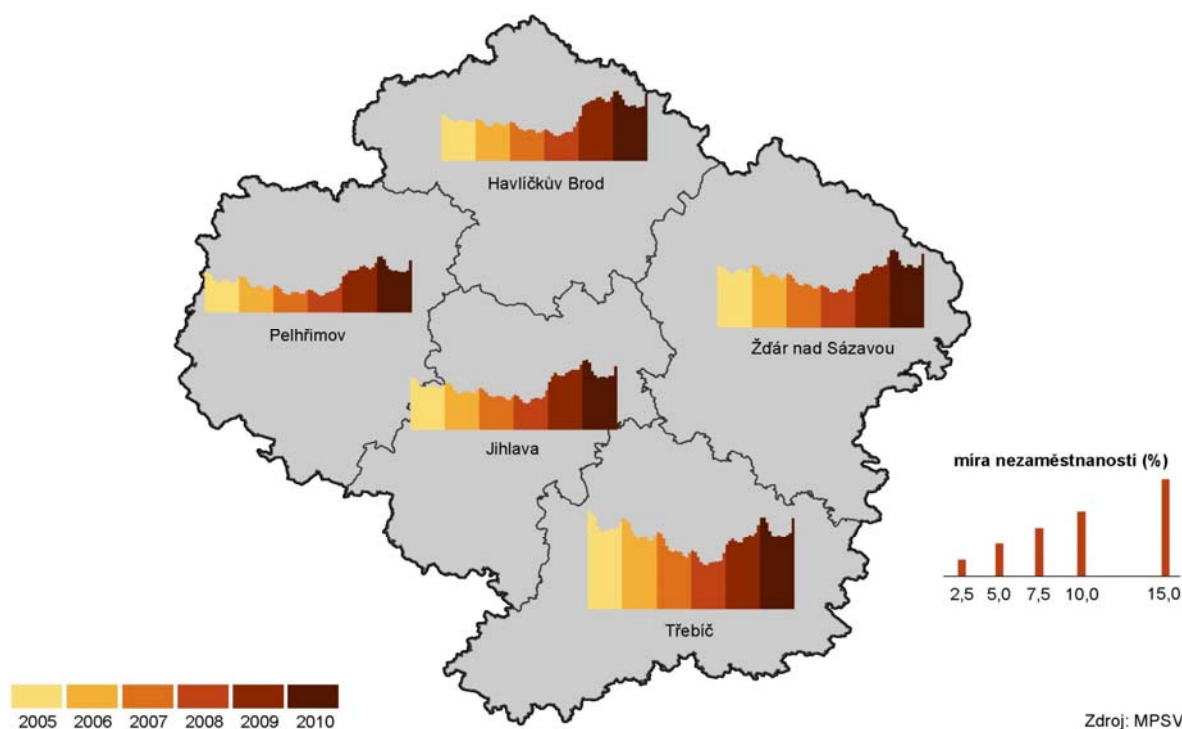 Havlíčkův Brod
Pelhřimov
Žďár nad Sázavou
Jihlava
míra nezaměstnanosti (%)
2,5 5,0 7,5 10,0 15,0
Třebíč
2005 2006 2007 2008 2009 2010
Zdroj: MPSV